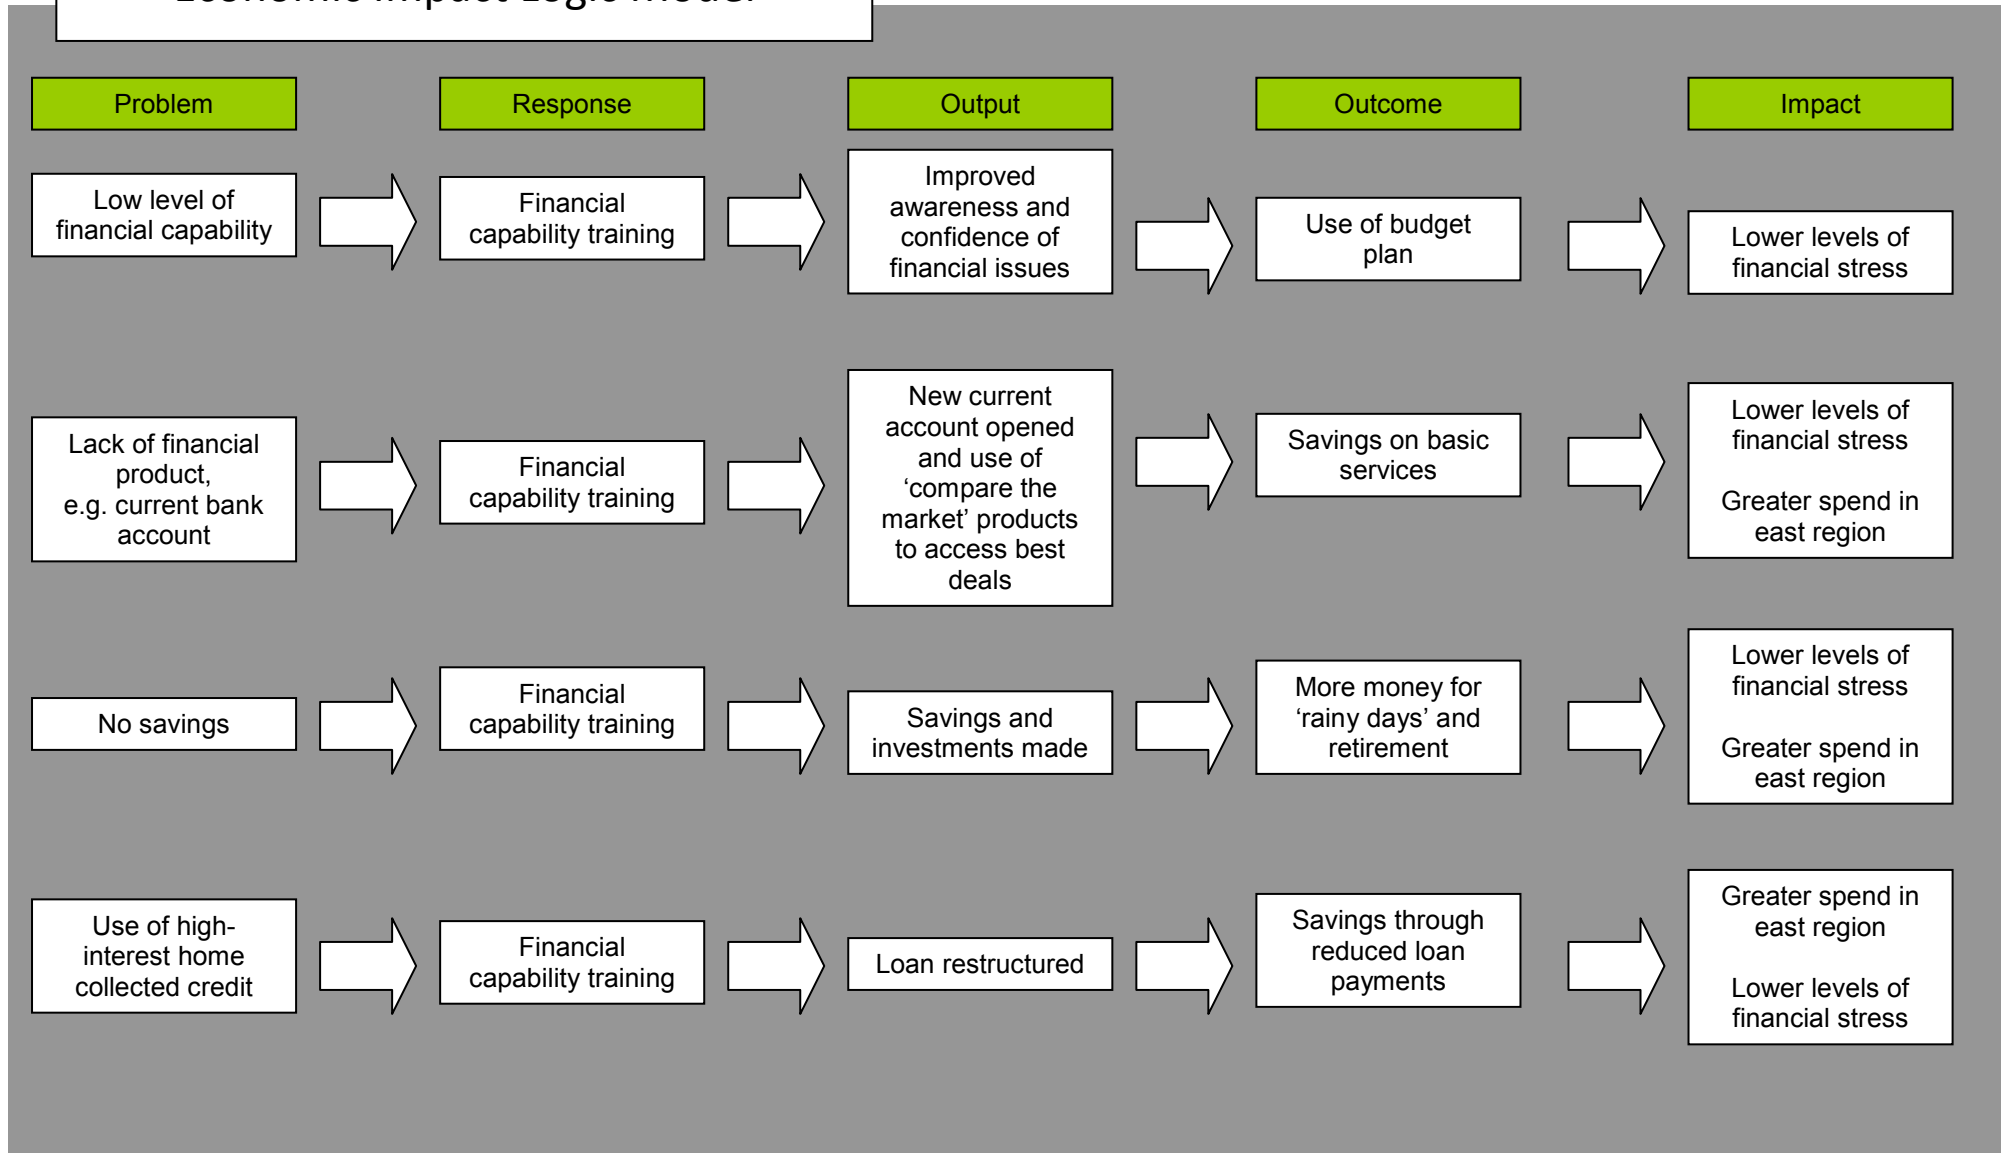 Economic Impact Logic Model
Problem
Response
Output
Outcome
Impact
Low level of
financial capability
Financial
capability training
Improved
awareness and
confidence of
financial issues
Use of budget
plan
Lower levels of
financial stress
Lack of financial
product,
e.g. current bank
account
Financial
capability training
New current
account opened
and use of
‘compare the
market’ products
to access best
deals
Savings on basic
services
Lower levels of
financial stress
Greater spend in
east region
No savings
Financial
capability training
Savings and
investments made
More money for
‘rainy days’ and
retirement
Lower levels of
financial stress
Greater spend in
east region
Use of high-
interest home
collected credit
Financial
capability training
Loan restructured
Savings through
reduced loan
payments
Greater spend in
east region
Lower levels of
financial stress